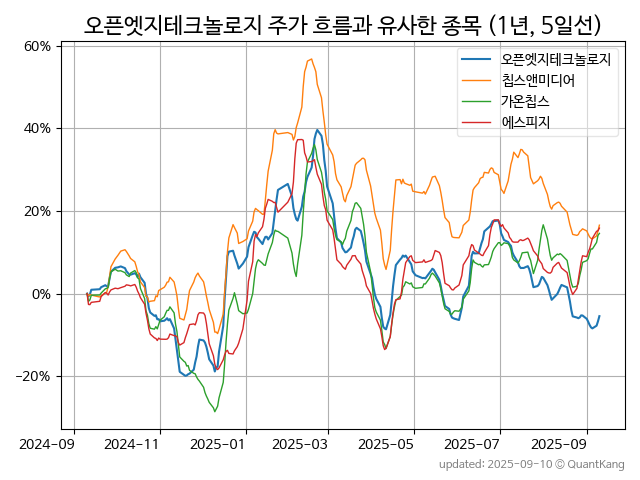 오픈엣지테크놀로지 주가 흐름과 유사한 종목 (1년, 5일선)
오픈엣지테크놀로지
칩스앤미디어
가온칩스
에스피지
60%
40%
20%
0%
−20%
2024-09
2024-11
2025-01
2025-03
2025-05
2025-07
2025-09
updated: 2025-09-10 © QuantKang